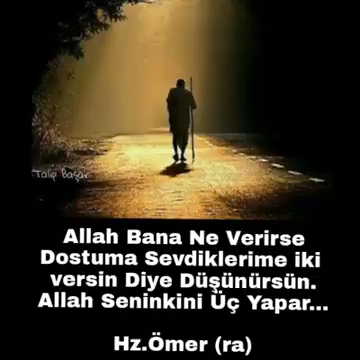 Talip Başar
Allah Bana Ne Verirse
Dostuma Sevdiklerime iki
versin Diye Düşünürsün.
Allah Seninkini Üç Yapar...
Hz.Ömer (ra)